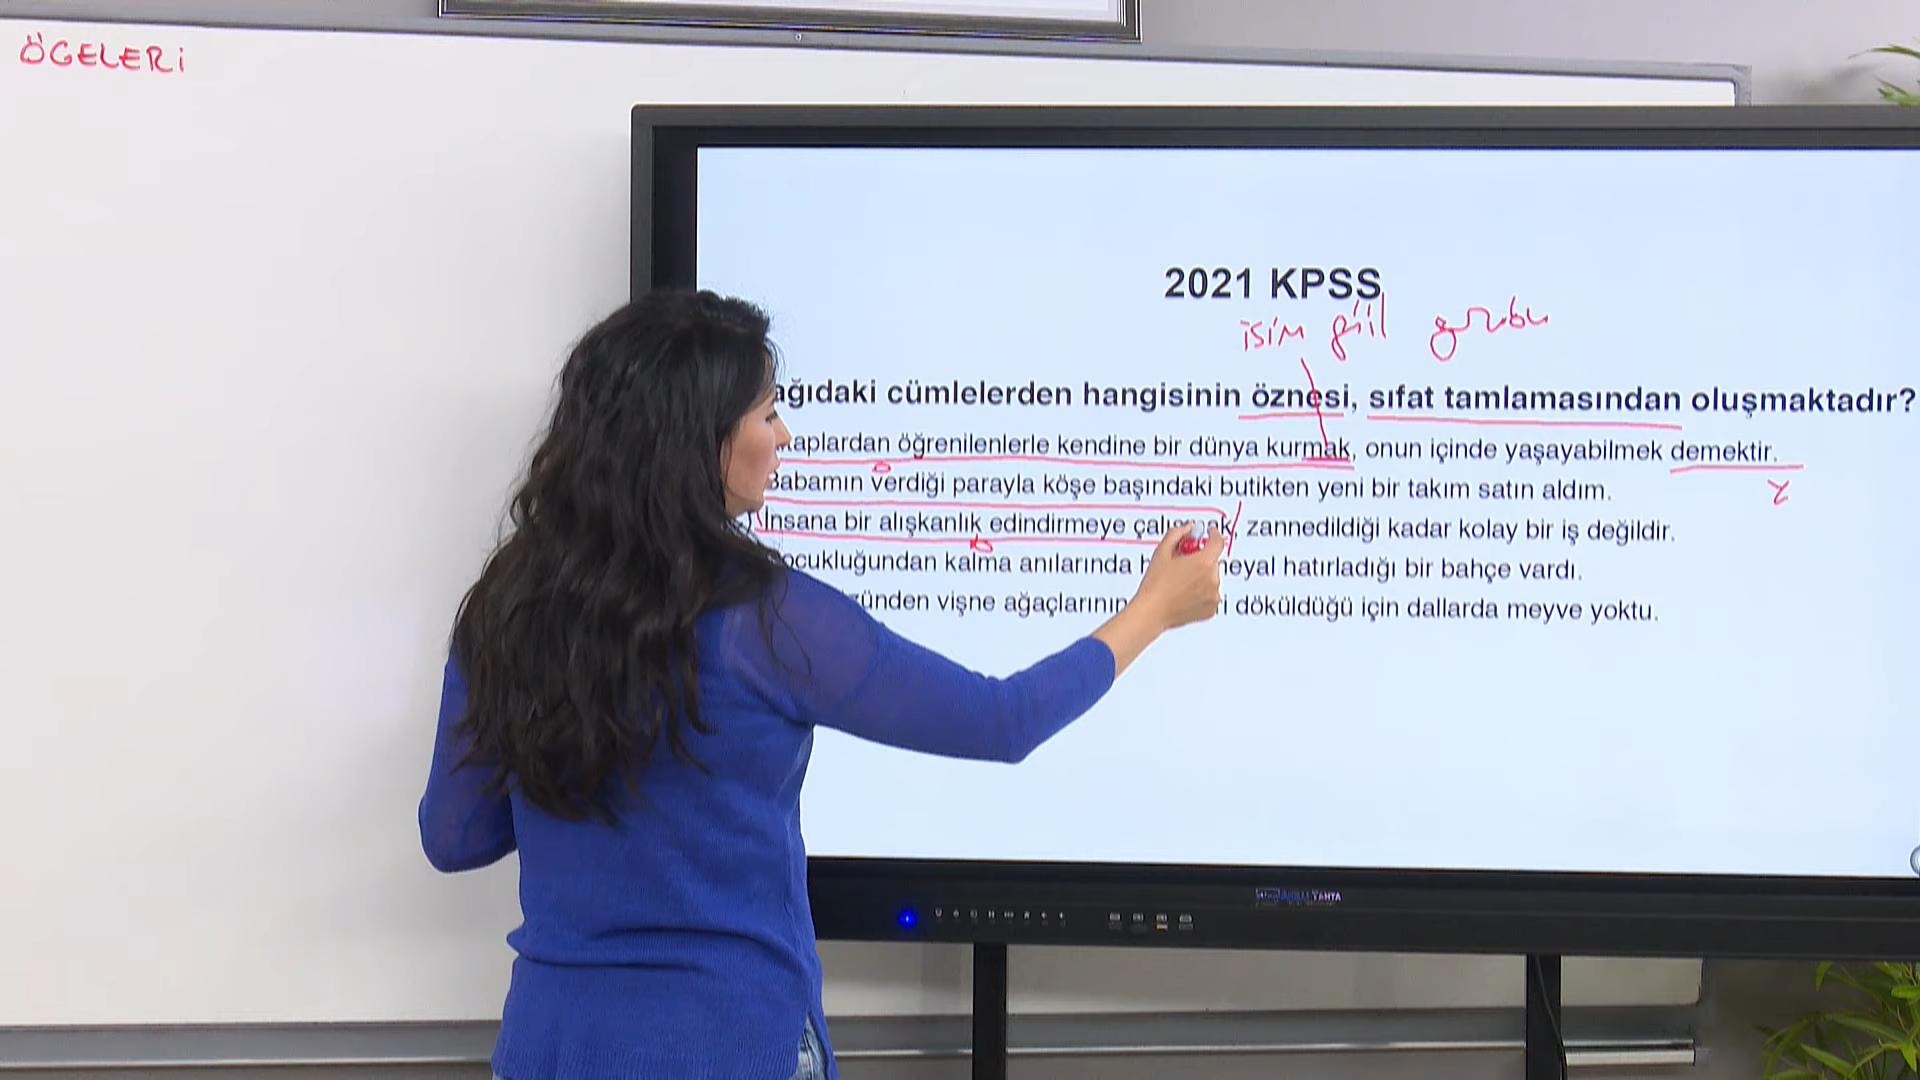 ÖGELERİ
2021 KPSS
isim fiil grubu
ağıdaki cümlelerden hangisinin öznesi, sıfat tamlamasından oluşmaktadır?
kaplardan öğrenilenlerle kendine bir dünya kurmak, onun içinde yaşayabilmek demektir.
Babamın verdiği parayla köşe başındaki butikten yeni bir takım satın aldım.
Y
İnsana bir alışkanlık edindirmeye çalışmak, zannedildiği kadar kolay bir iş değildir.
ocukluğundan kalma anılarında meyal hatırladığı bir bahçe vardı.
ünden vişne ağaçlarının döküldüğü için dallarda meyve yoktu.